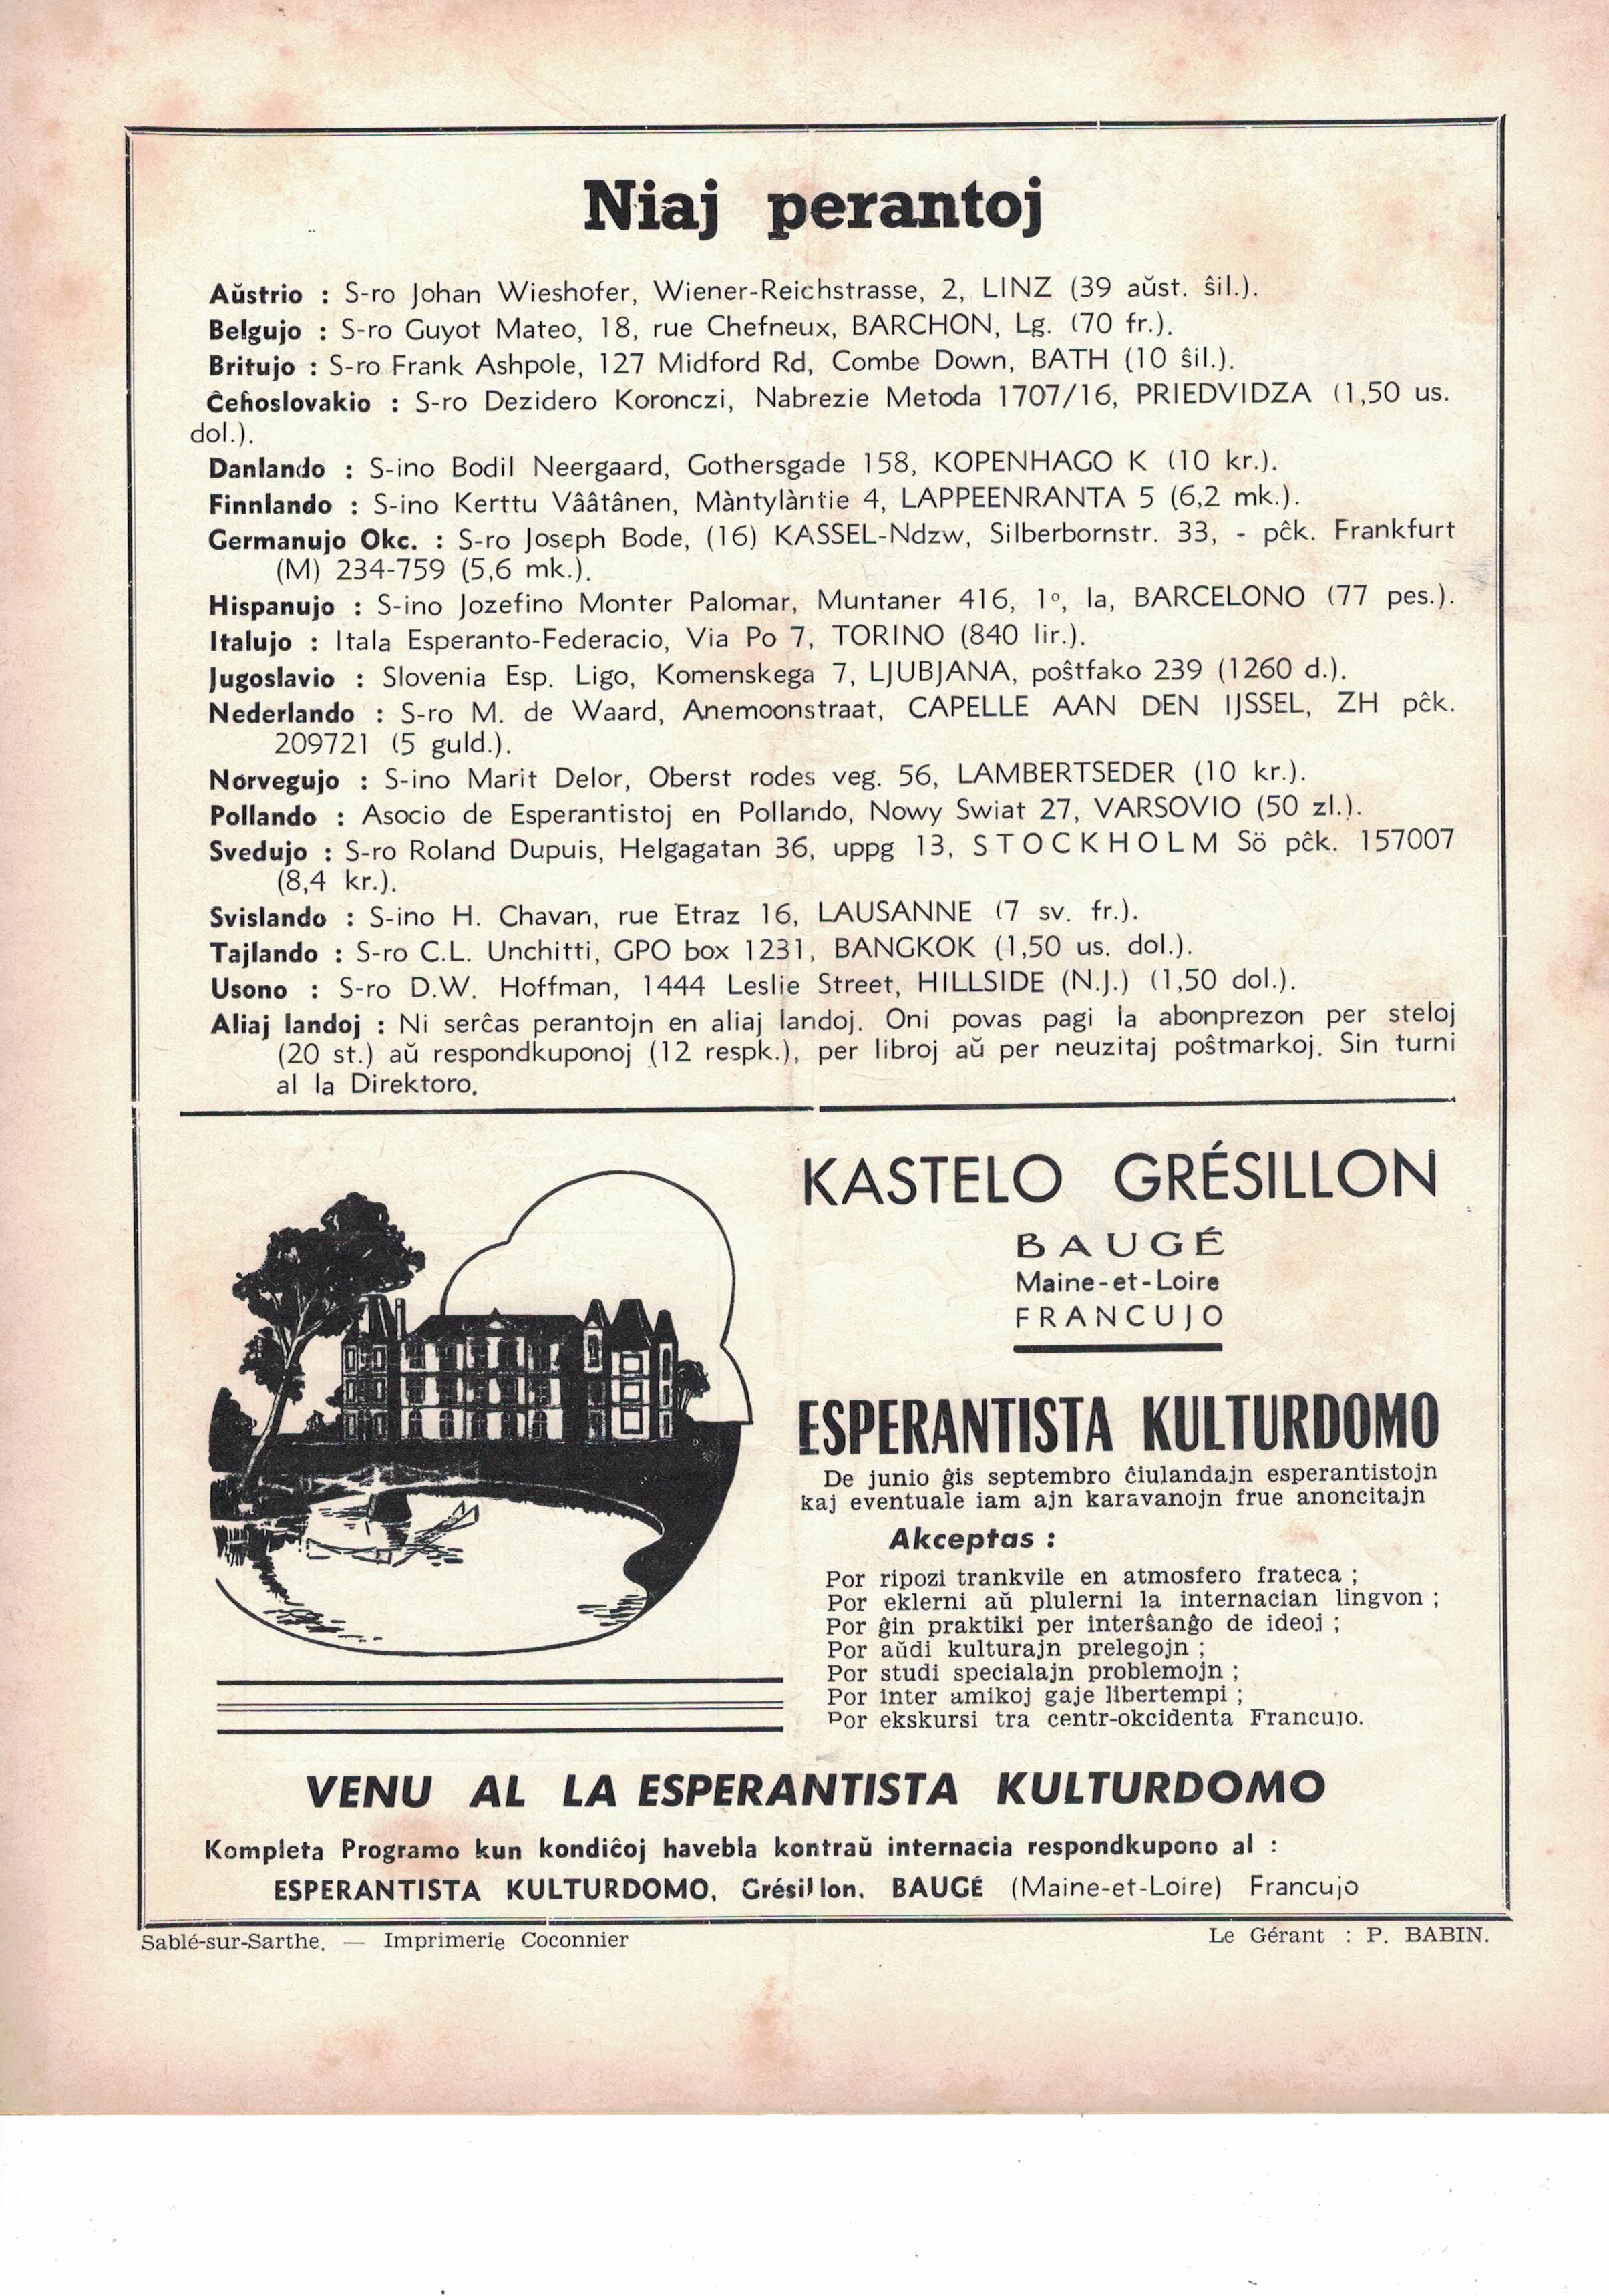 Niaj perantoj
Aŭstrio : S-ro Johan Wieshofer, Wiener-Reichstrasse, 2, LINZ (39 aŭst. ŝil.).
Belgujo : S-ro Guyot Mateo, 18, rue Chefneux, BARCHON, Lg. (70 fr.).
Britujo : S-ro Frank Ashpole, 127 Midford Rd, Combe Down, BATH (10 ŝil.).
Ĉeĥoslovakio : S-ro Dezidero Koronczi, Nabrezie Metoda 1707/16, PRIEDVIDZA (1,50 us.
dol.).
Danlando : S-ino Bodil Neergaard, Gothersgade 158, KOPENHAGO K (10 kr.).
Finnlando : S-ino Kerttu Vââtânen, Màntylàntie 4, LAPPEENRANTA 5 (6,2 mk.).
Germanujo Okc. : S-ro Joseph Bode, (16) KASSEL-Ndzw, Silberbornstr. 33, - pĉk. Frankfurt
(M) 234-759 (5,6 mk.).
Hispanujo : S-ino Jozefino Monter Palomar, Muntaner 416, 1º, la, BARCELONO (77 pes.).
Italujo : Itala Esperanto-Federacio, Via Po 7, TORINO (840 lir.).
Jugoslavio : Slovenia Esp. Ligo, Komenskega 7, LJUBJANA, poŝtfako 239 (1260 d.).
Nederlando : S-ro M. de Waard, Anemoonstraat, CAPELLE AAN DEN IJSSEL, ZH pĉk.
209721 (5 guld.).
Norvegujo : S-ino Marit Delor, Oberst rodes veg. 56, LAMBERTSEDER (10 kr.).
Pollando : Asocio de Esperantistoj en Pollando, Nowy Swiat 27, VARSOVIO (50 zl.).
Svedujo : S-ro Roland Dupuis, Helgagatan 36, uppg 13, STOCKHOLM Sö pĉk. 157007
(8,4 kr.).
Svislando : S-ino H. Chavan, rue Etraz 16, LAUSANNE (7 sv. fr.).
Tajlando : S-ro C.L. Unchitti, GPO box 1231, BANGKOK (1,50 us. dol.).
Usono : S-ro D.W. Hoffman, 1444 Leslie Street, HILLSIDE (N.J.) (1,50 dol.).
Aliaj landoj : Ni serĉas perantojn en aliaj landoj. Oni povas pagi la abonprezon per steloj
(20 st.) aŭ respondkuponoj (12 respk.), per libroj aŭ per neuzitaj poŝtmarkoj. Sin turni
al la Direktoro.
KASTELO GRÉSILLON
BAUGÉ
Maine-et-Loire
FRANCUJO
ESPERANTISTA KULTURDOMO
De junio ĝis septembro ĉiulandajn esperantistojn
kaj eventuale iam ajn karavanojn frue anoncitajn
Akceptas :
Por ripozi trankvile en atmosfero frateca ;
Por eklerni aŭ plulerni la internacian lingvon ;
Por ĝin praktiki per interŝanĝo de ideoj ;
Por aŭdi kulturajn prelegojn ;
Por studi specialajn problemojn ;
Por inter amikoj gaje libertempi ;
Por ekskursi tra centr-okcidenta Francujo.
VENU AL LA ESPERANTISTA KULTURDOMO
Kompleta Programo kun kondiĉoj havebla kontraŭ internacia respondkupono al :
ESPERANTISTA KULTURDOMO, Grésillon, BAUGÉ (Maine-et-Loire) Francujo
Sablé-sur-Sarthe. — Imprimerie Coconnier
Le Gérant : P. BABIN.